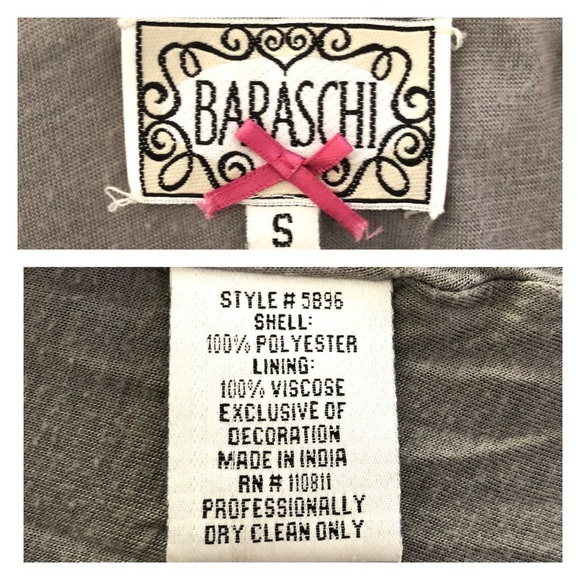 BARASCHI
S
STYLE # 5896
SHELL:
100% POLYESTER
LINING:
100% VISCOSE
EXCLUSIVE OF
DECORATION
MADE IN INDIA
RN # 110811
PROFESSIONALLY
DRY CLEAN ONLY